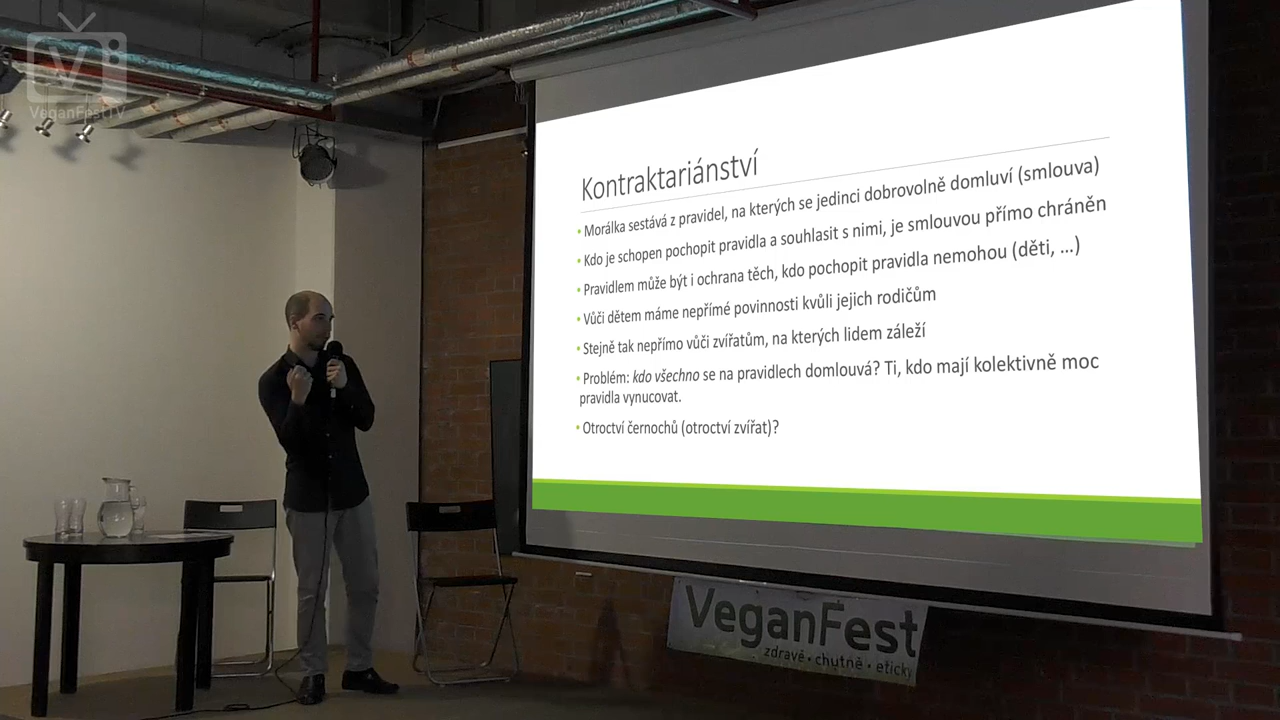 V
VeganFestTV
Kontraktariánství
• Morálka sestává z pravidel, na kterých se jedinci dobrovolně domluví (smlouva)
• Kdo je schopen pochopit pravidla a souhlasit s nimi, je smlouvou přímo chráněn
• Pravidlem může být i ochrana těch, kdo pochopit pravidla nemohou (děti, ...)
• Vůči dětem máme nepřímé povinnosti kvůli jejich rodičům
• Stejně tak nepřímo vůči zvířatům, na kterých lidem záleží
• Problém: kdo všechno se na pravidlech domlouvá? Ti, kdo mají kolektivně moc
pravidla vynucovat.
• Otroctví černochů (otroctví zvířat)?
VeganFest
zdravě • chutně • eticky